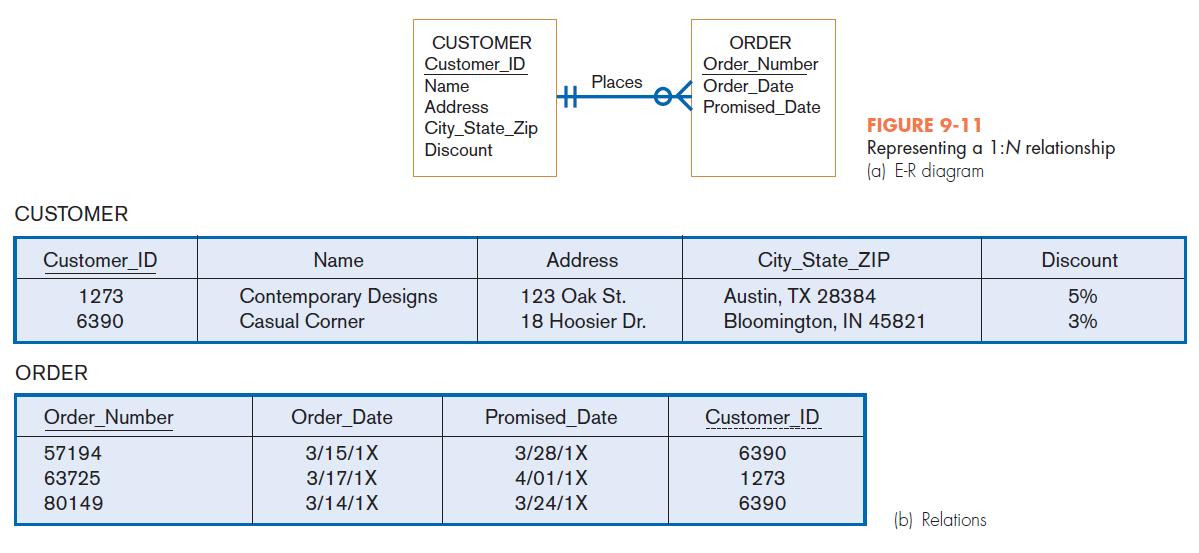 CUSTOMER
Customer_ID
Name
Address
City_State_Zip
Discount
Places
ORDER
Order_Number
Order_Date
Promised_Date
FIGURE 9-11
Representing a 1:N relationship
(a) E-R diagram
CUSTOMER
Customer_ID Name Address City_State_ZIP Discount
1273 Contemporary Designs 123 Oak St. Austin, TX 28384 5%
6390 Casual Corner 18 Hoosier Dr. Bloomington, IN 45821 3%
ORDER
Order_Number Order_Date Promised_Date Customer_ID
57194 3/15/1X 3/28/1X 6390
63725 3/17/1X 4/01/1X 1273
80149 3/14/1X 3/24/1X 6390
(b) Relations